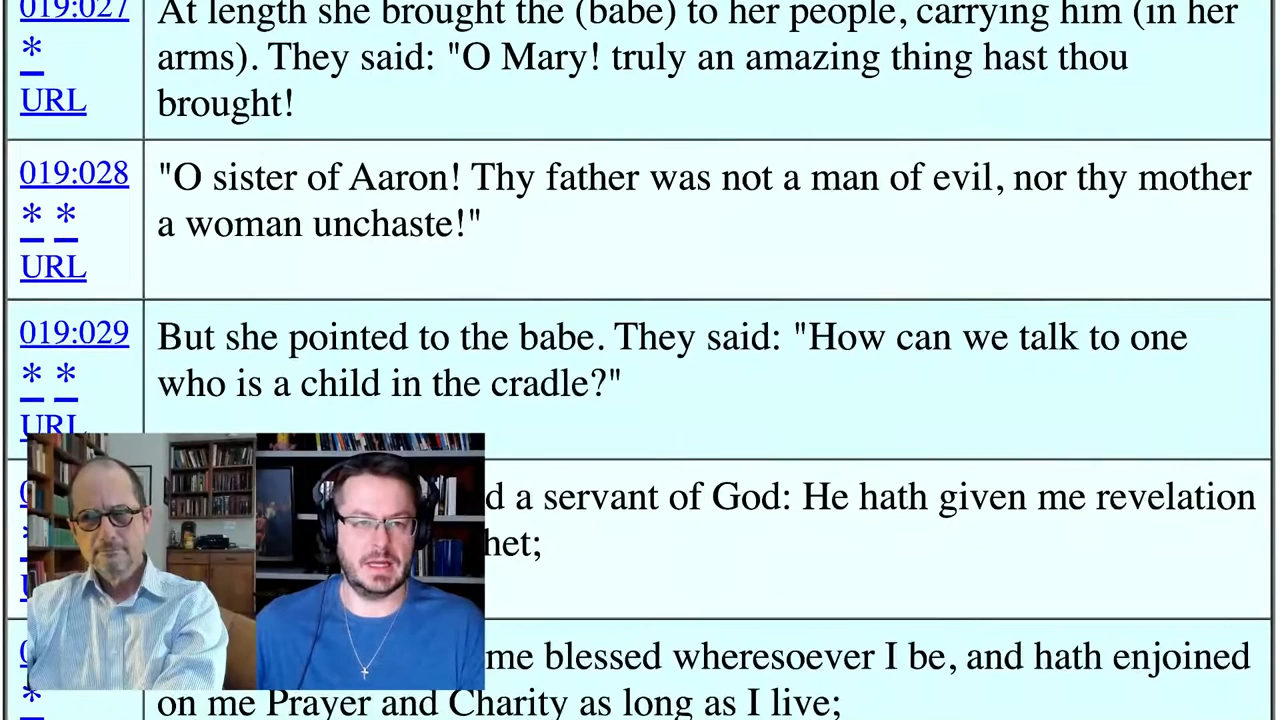 019:027
At length she brought the (babe) to her people, carrying him (in her
*
arms). They said: "O Mary! truly an amazing thing hast thou
URL
brought!
019:028
"O sister of Aaron! Thy father was not a man of evil, nor thy mother
* *
a woman unchaste!"
URL
019:029
But she pointed to the babe. They said: "How can we talk to one
* *
who is a child in the cradle?"
URL
d a servant of God: He hath given me revelation
het;
me blessed wheresoever I be, and hath enjoined
*
on me Prayer and Charity as long as I live;